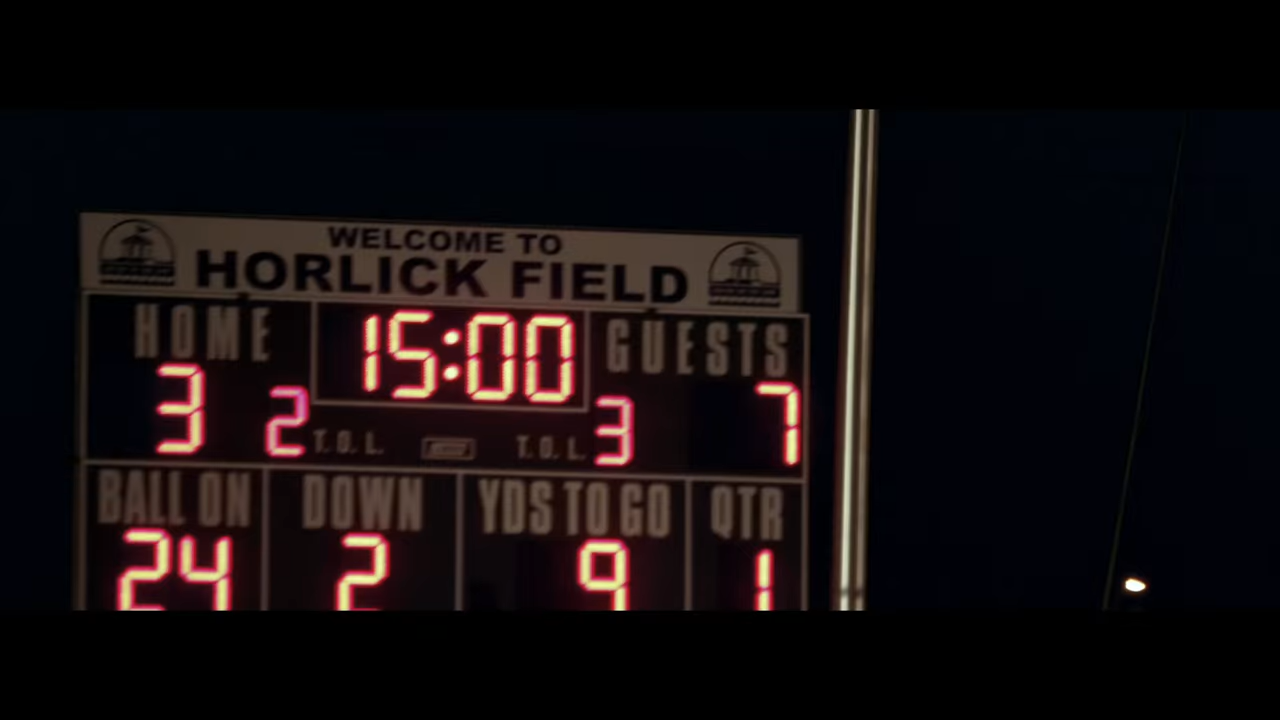 WELCOME TO
HORLICK FIELD
HOME 15:00 GUESTS
3 2 T.O.L. T.O.L. 3 7
BALL ON DOWN YDS TO GO QTR
24 2 9 1